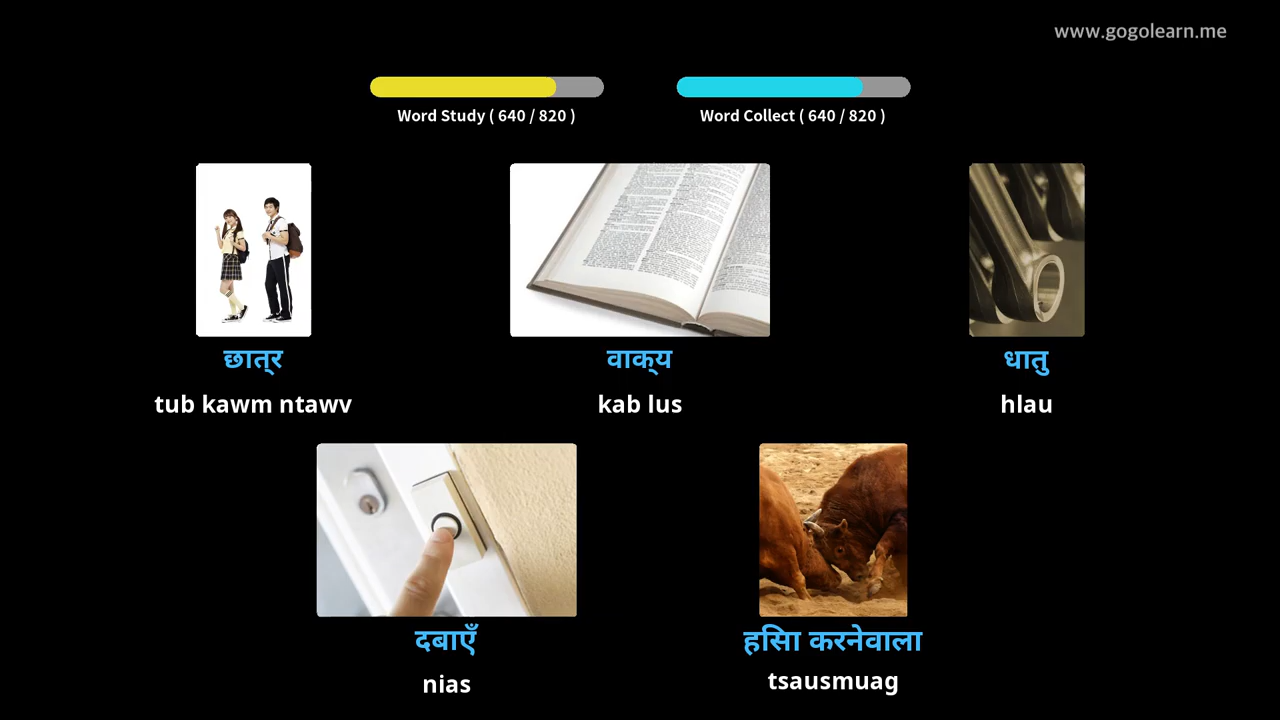 www.gogolearn.me
Word Study ( 640 / 820 )
Word Collect ( 640 / 820 )
छात्र
वाक्य
धातु
tub kawm ntawv
kab lus
hlau
दबाएँ
हिंसा करनेवाला
nias
tsausmuag